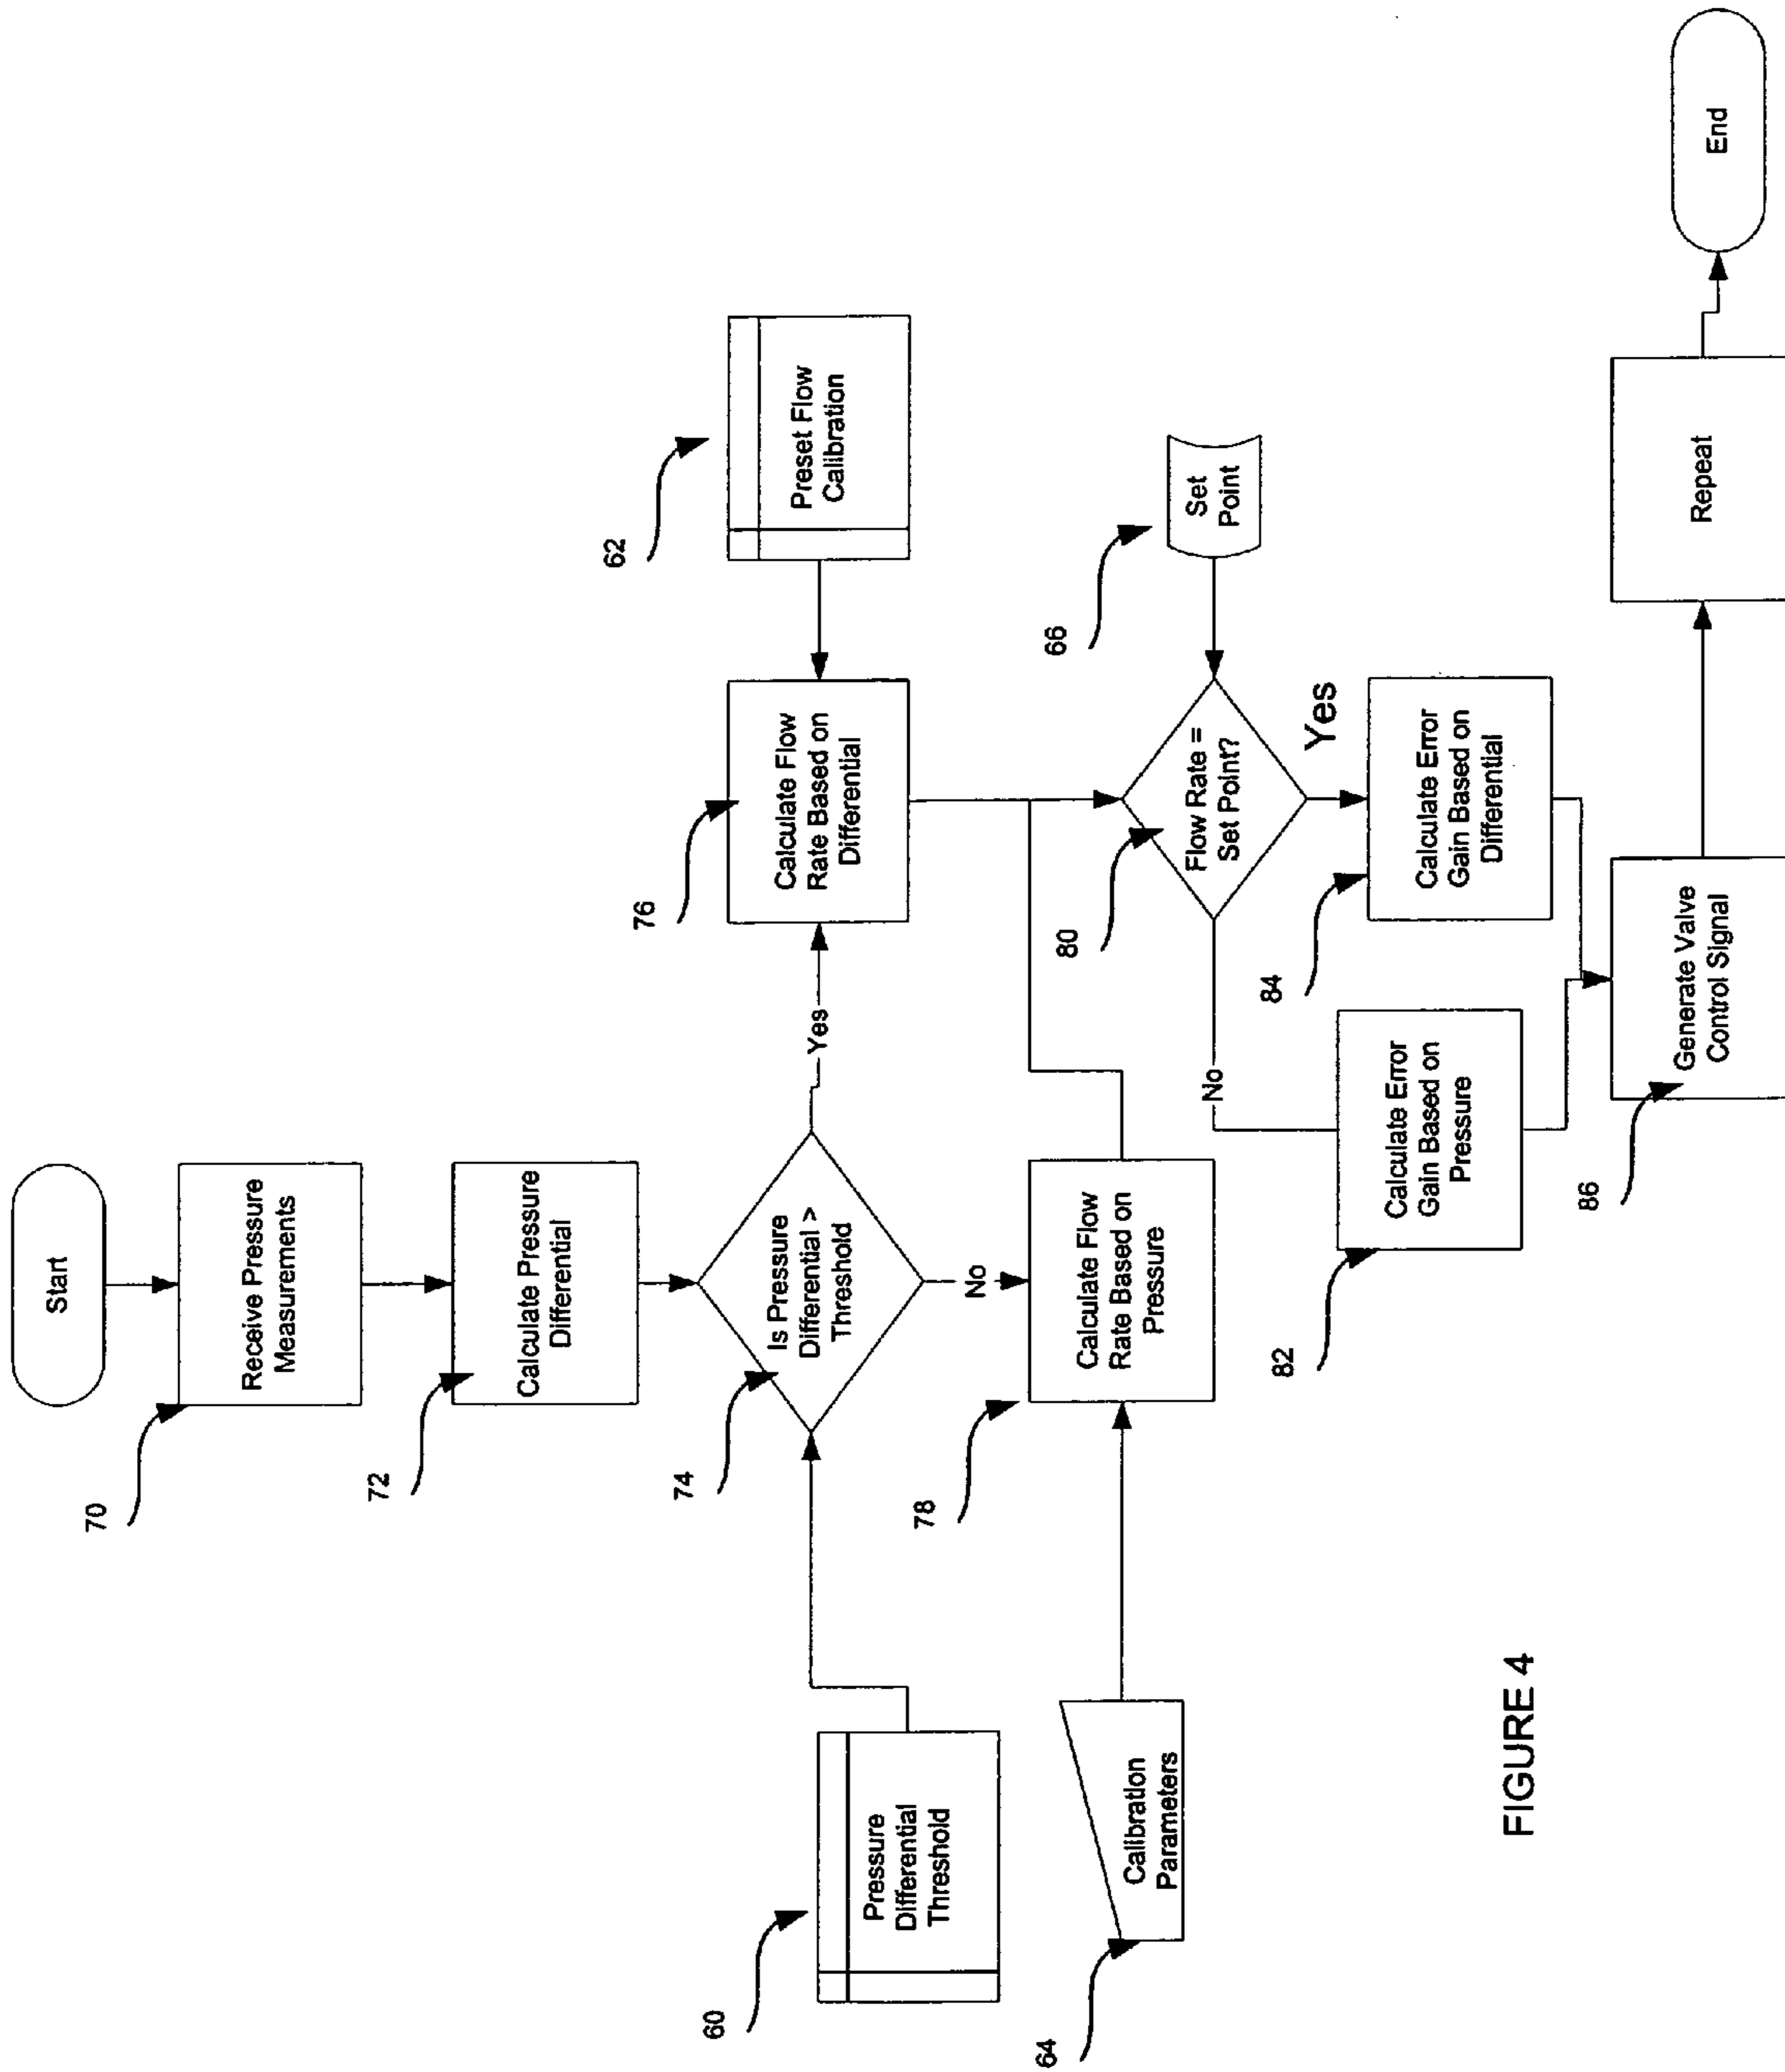 Start
70
Receive Pressure
Measurements
72
Calculate Pressure
Differential
60
Pressure
Differential
Threshold
74
Is Pressure
Differential >
Threshold
Yes
76
Calculate Flow
Rate Based on
Differential
62
Preset Flow
Calibration
No
64
Calibration
Parameters
78
Calculate Flow
Rate Based on
Pressure
80
Flow Rate =
Set Point?
66
Set
Point
No
Yes
82
Calculate Error
Gain Based on
Pressure
84
Calculate Error
Gain Based on
Differential
86
Generate Valve
Control Signal
Repeat
End
FIGURE 4